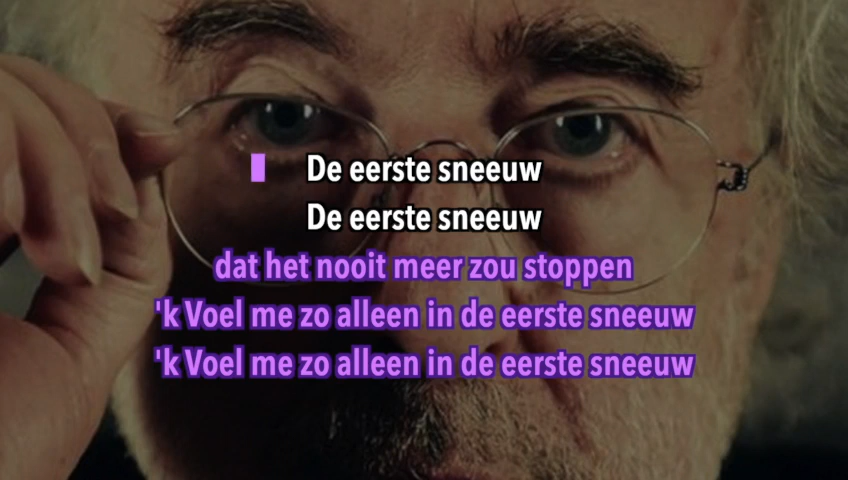 De eerste sneeuw
De eerste sneeuw
dat het nooit meer zou stoppen
'k Voel me zo alleen in de eerste sneeuw
'k Voel me zo alleen in de eerste sneeuw